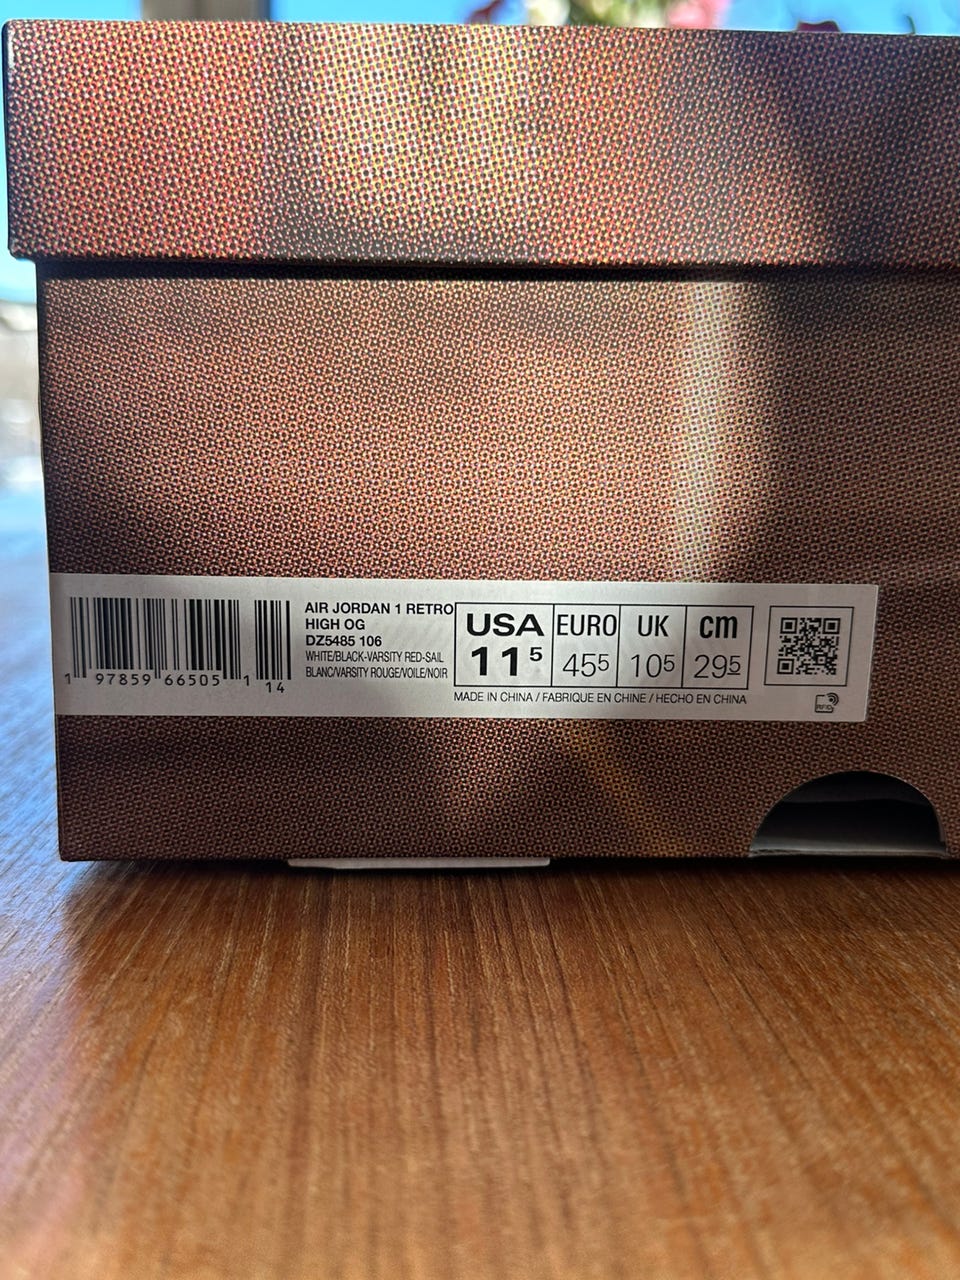 AIR JORDAN 1 RETRO
HIGH OG
DZ5485 106
WHITE/BLACK-VARSITY RED-SAIL
BLANC/VARSITY ROUGE/VOILE/NOIR
1 97859 66505 1 14
USA EURO UK cm
11 5 45 5 10 5 29 5
MADE IN CHINA / FABRIQUE EN CHINE / HECHO EN CHINA
RFID